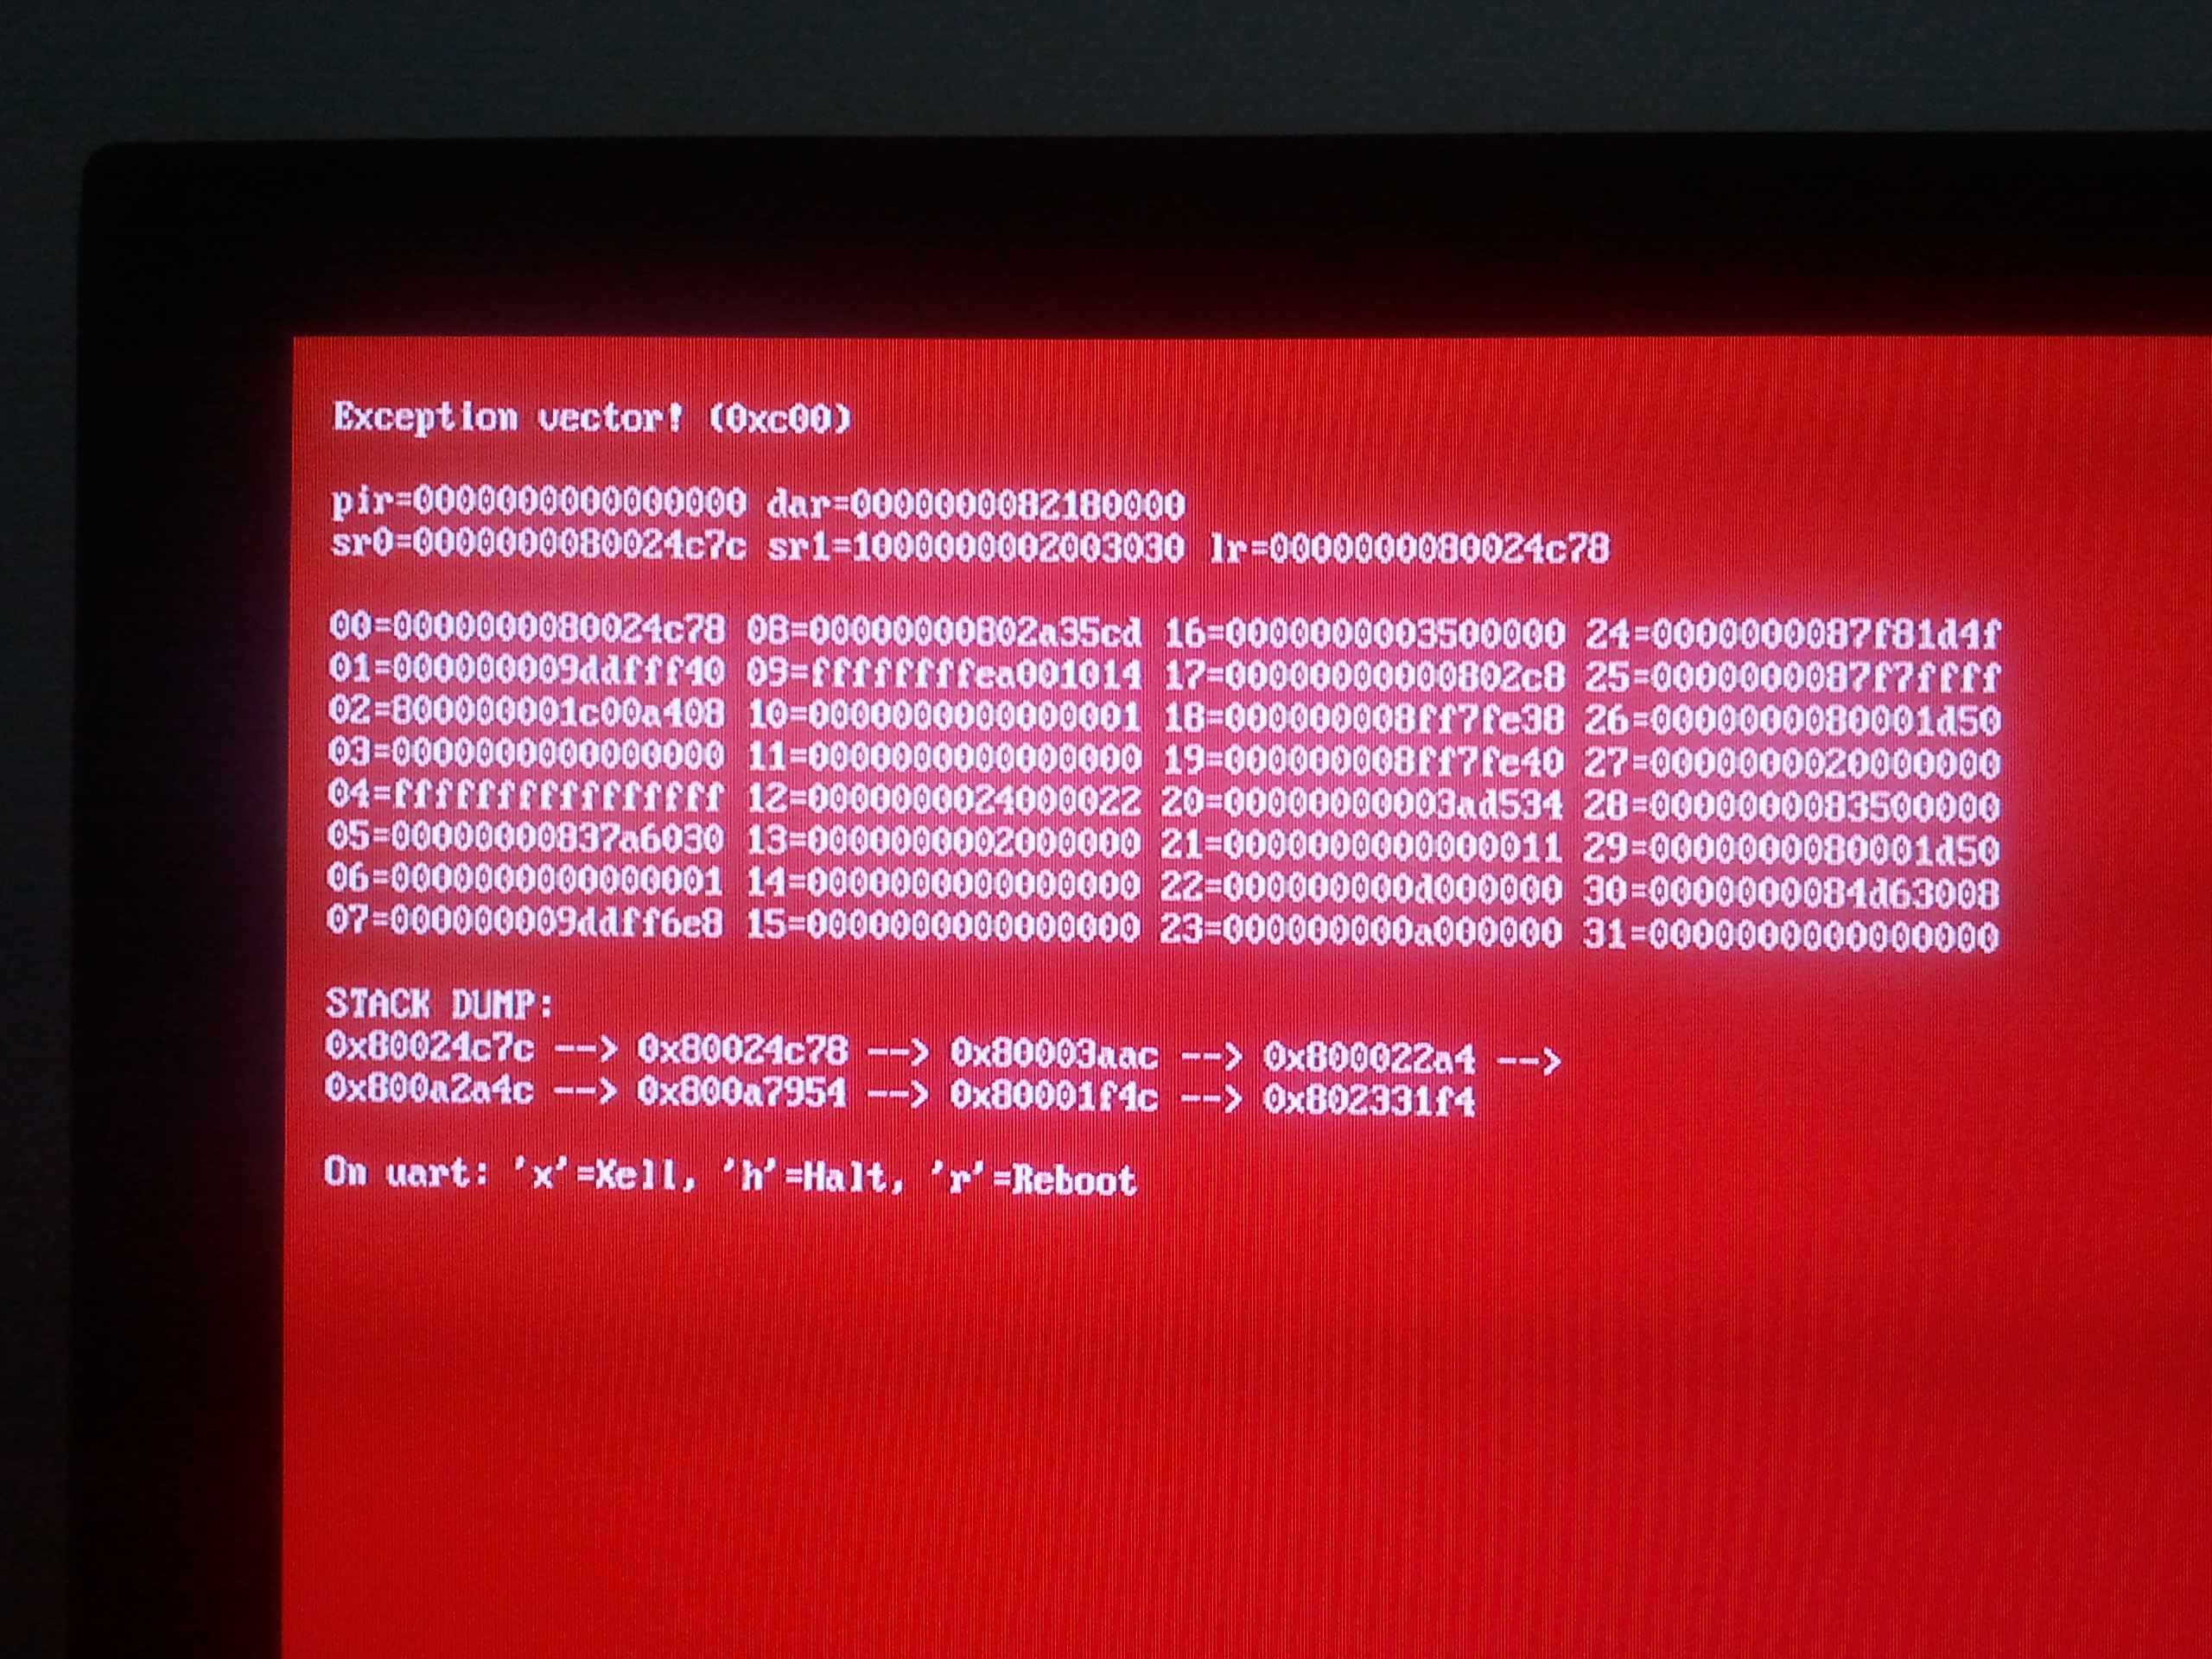 Exception vector! (0xc00)
pir=0000000000000000 dar=0000000082180000
sr0=0000000080024c7c sr1=1000000002003030 lr=0000000080024c78
00=0000000080024c78 08=00000000802a35cd 16=0000000003500000 24=0000000087f81d4f
01=000000009ddfff40 09=ffffffffea001014 17=00000000000802c8 25=0000000087f7ffff
02=800000001c00a408 10=0000000000000001 18=000000008ff7fe38 26=0000000080001d50
03=0000000000000000 11=0000000000000000 19=000000008ff7fe40 27=0000000020000000
04=ffffffffffffffff 12=0000000024000022 20=00000000003ad534 28=0000000083500000
05=00000000837a6030 13=0000000002000000 21=0000000000000011 29=0000000080001d50
06=0000000000000001 14=0000000000000000 22=000000000d000000 30=0000000084d63008
07=000000009ddff6e8 15=0000000000000000 23=000000000a000000 31=0000000000000000
STACK DUMP:
0x80024c7c --> 0x80024c78 --> 0x80003aac --> 0x800022a4 -->
0x800a2a4c --> 0x800a7954 --> 0x80001f4c --> 0x802331f4
On uart: 'x'=Xell, 'h'=Halt, 'r'=Reboot